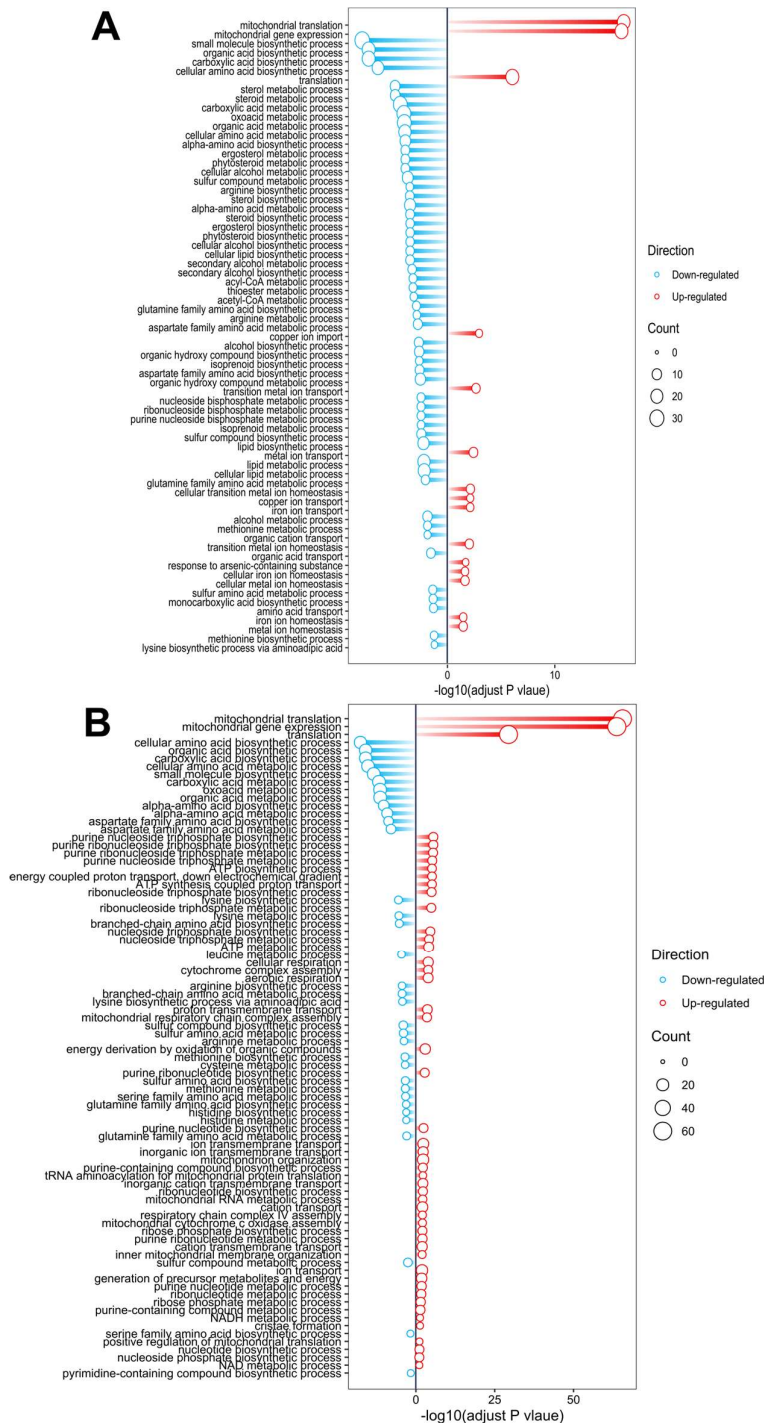 A
mitochondrial translation
mitochondrial gene expression
small molecule biosynthetic process
organic acid biosynthetic process
carboxylic acid biosynthetic process
cellular amino acid biosynthetic process
translation
sterol metabolic process
steroid metabolic process
carboxylic acid metabolic process
oxoacid metabolic process
organic acid metabolic process
cellular amino acid metabolic process
alpha-amino acid biosynthetic process
ergosterol metabolic process
phytosteroid metabolic process
cellular alcohol metabolic process
sulfur compound metabolic process
arginine biosynthetic process
sterol biosynthetic process
alpha-amino acid metabolic process
steroid biosynthetic process
ergosterol biosynthetic process
phytosteroid biosynthetic process
cellular alcohol biosynthetic process
cellular lipid biosynthetic process
secondary alcohol metabolic process
secondary alcohol biosynthetic process
acyl-CoA metabolic process
thioester metabolic process
acetyl-CoA metabolic process
glutamine family amino acid biosynthetic process
arginine metabolic process
aspartate family amino acid metabolic process
copper ion import
alcohol biosynthetic process
organic hydroxy compound biosynthetic process
isoprenoid biosynthetic process
aspartate family amino acid biosynthetic process
organic hydroxy compound metabolic process
transition metal ion transport
nucleoside bisphosphate metabolic process
ribonucleoside bisphosphate metabolic process
purine nucleoside bisphosphate metabolic process
isoprenoid metabolic process
sulfur compound biosynthetic process
lipid biosynthetic process
metal ion transport
lipid metabolic process
cellular lipid metabolic process
glutamine family amino acid metabolic process
cellular transition metal ion homeostasis
copper ion transport
iron ion transport
alcohol metabolic process
methionine metabolic process
organic cation transport
transition metal ion homeostasis
organic acid transport
response to arsenic-containing substance
cellular iron ion homeostasis
cellular metal ion homeostasis
sulfur amino acid metabolic process
monocarboxylic acid biosynthetic process
amino acid transport
iron ion homeostasis
metal ion homeostasis
methionine biosynthetic process
lysine biosynthetic process via aminoadipic acid
0 10
-log10(adjust P vlaue)
Direction
Down-regulated
Up-regulated
Count
0
10
20
30
B
mitochondrial translation
mitochondrial gene expression
translation
cellular amino acid biosynthetic process
organic acid biosynthetic process
carboxylic acid biosynthetic process
cellular amino acid metabolic process
small molecule biosynthetic process
carboxylic acid metabolic process
oxoacid metabolic process
organic acid metabolic process
alpha-amino acid biosynthetic process
alpha-amino acid metabolic process
aspartate family amino acid biosynthetic process
aspartate family amino acid metabolic process
purine nucleoside triphosphate biosynthetic process
purine ribonucleoside triphosphate biosynthetic process
purine ribonucleoside triphosphate metabolic process
purine nucleoside triphosphate metabolic process
ATP biosynthetic process
energy coupled proton transport, down electrochemical gradient
ATP synthesis coupled proton transport
ribonucleoside triphosphate biosynthetic process
lysine biosynthetic process
ribonucleoside triphosphate metabolic process
lysine metabolic process
branched-chain amino acid biosynthetic process
nucleoside triphosphate biosynthetic process
nucleoside triphosphate metabolic process
ATP metabolic process
leucine metabolic process
cellular respiration
cytochrome complex assembly
aerobic respiration
arginine biosynthetic process
branched-chain amino acid metabolic process
lysine biosynthetic process via aminoadipic acid
proton transmembrane transport
mitochondrial respiratory chain complex assembly
sulfur compound biosynthetic process
sulfur amino acid metabolic process
arginine metabolic process
energy derivation by oxidation of organic compounds
methionine biosynthetic process
cysteine metabolic process
purine ribonucleotide biosynthetic process
sulfur amino acid biosynthetic process
methionine metabolic process
serine family amino acid metabolic process
glutamine family amino acid biosynthetic process
histidine biosynthetic process
histidine metabolic process
purine nucleotide biosynthetic process
glutamine family amino acid metabolic process
ion transmembrane transport
inorganic ion transmembrane transport
mitochondrion organization
purine-containing compound biosynthetic process
tRNA aminoacylation for mitochondrial protein translation
inorganic cation transmembrane transport
ribonucleotide biosynthetic process
mitochondrial RNA metabolic process
cation transport
respiratory chain complex IV assembly
mitochondrial cytochrome c oxidase assembly
ribose phosphate biosynthetic process
purine ribonucleotide metabolic process
cation transmembrane transport
inner mitochondrial membrane organization
sulfur compound metabolic process
ion transport
generation of precursor metabolites and energy
purine nucleotide metabolic process
ribonucleotide metabolic process
ribose phosphate metabolic process
purine-containing compound metabolic process
NADH metabolic process
cristae formation
serine family amino acid biosynthetic process
positive regulation of mitochondrial translation
nucleotide biosynthetic process
nucleoside phosphate biosynthetic process
NAD metabolic process
pyrimidine-containing compound biosynthetic process
0 25 50
-log10(adjust P vlaue)
Direction
Down-regulated
Up-regulated
Count
0
20
40
60